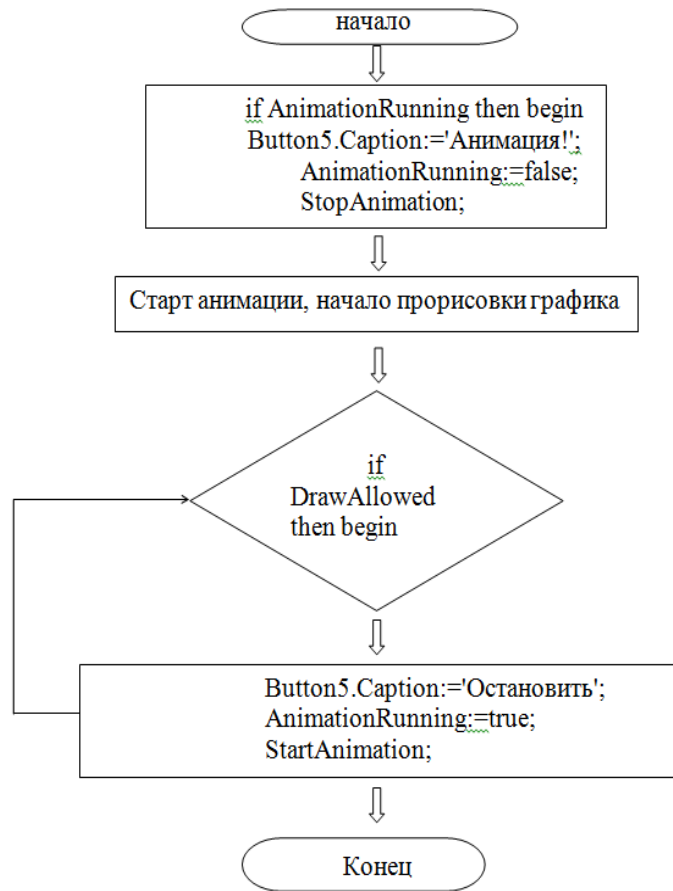 начало
if AnimationRunning then begin
Button5.Caption:='Анимация!';
AnimationRunning:=false;
StopAnimation;
Старт анимации, начало прорисовки графика
if
DrawAllowed
then begin
Button5.Caption:='Остановить';
AnimationRunning:=true;
StartAnimation;
Конец